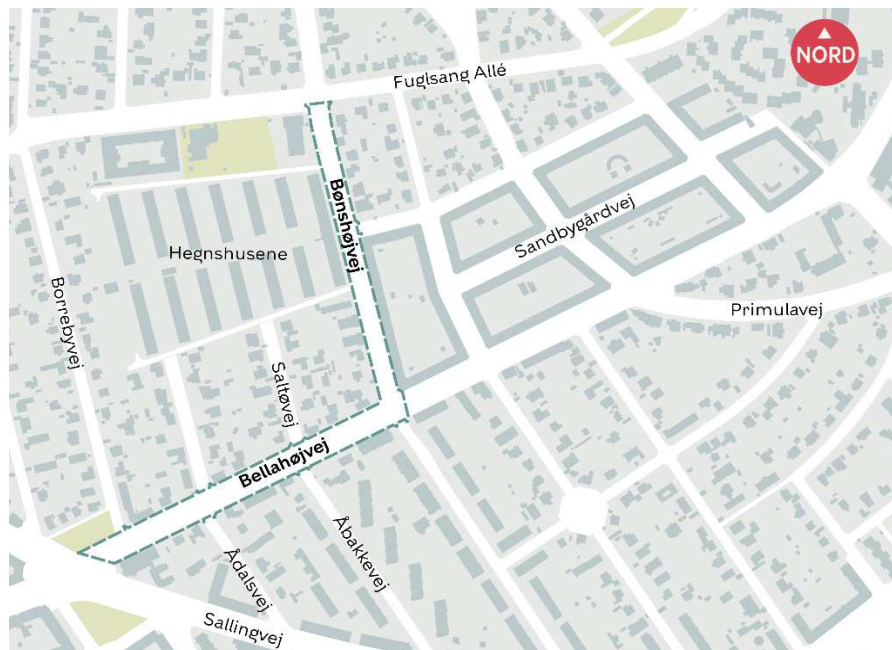 NORD
Fuglsang Allé
Bønshøjvej
Sandbygårdvej
Hegnshusene
Borrebyvej
Primulavej
Saltøvej
Bellahøjvej
Åbakkevej
Ådalsvej
Sallingvej